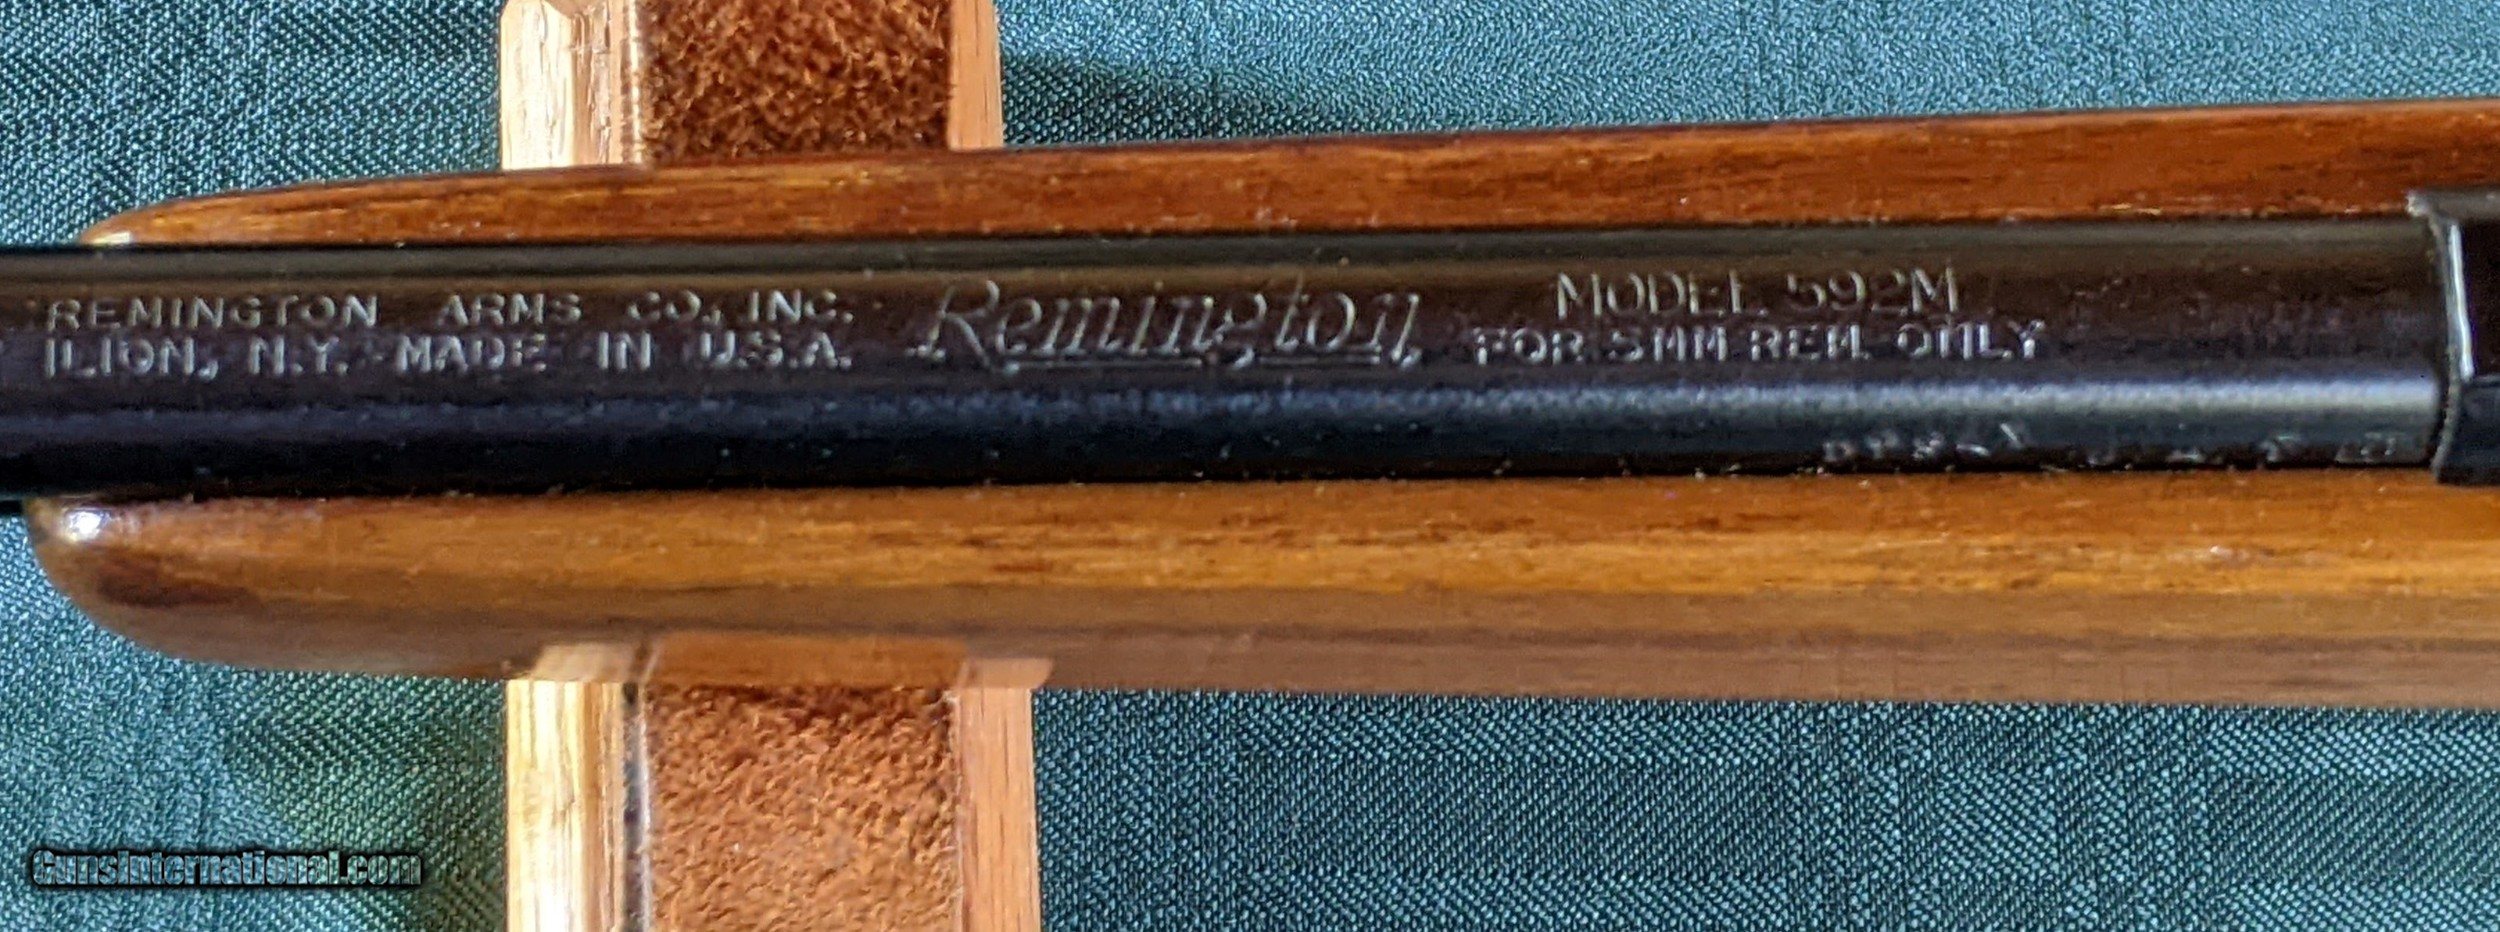 REMINGTON ARMS CO., INC.
ILION, N.Y. MADE IN U.S.A.
Remington
MODEL 592M
FOR 5MM REM. ONLY
GunsInternational.com